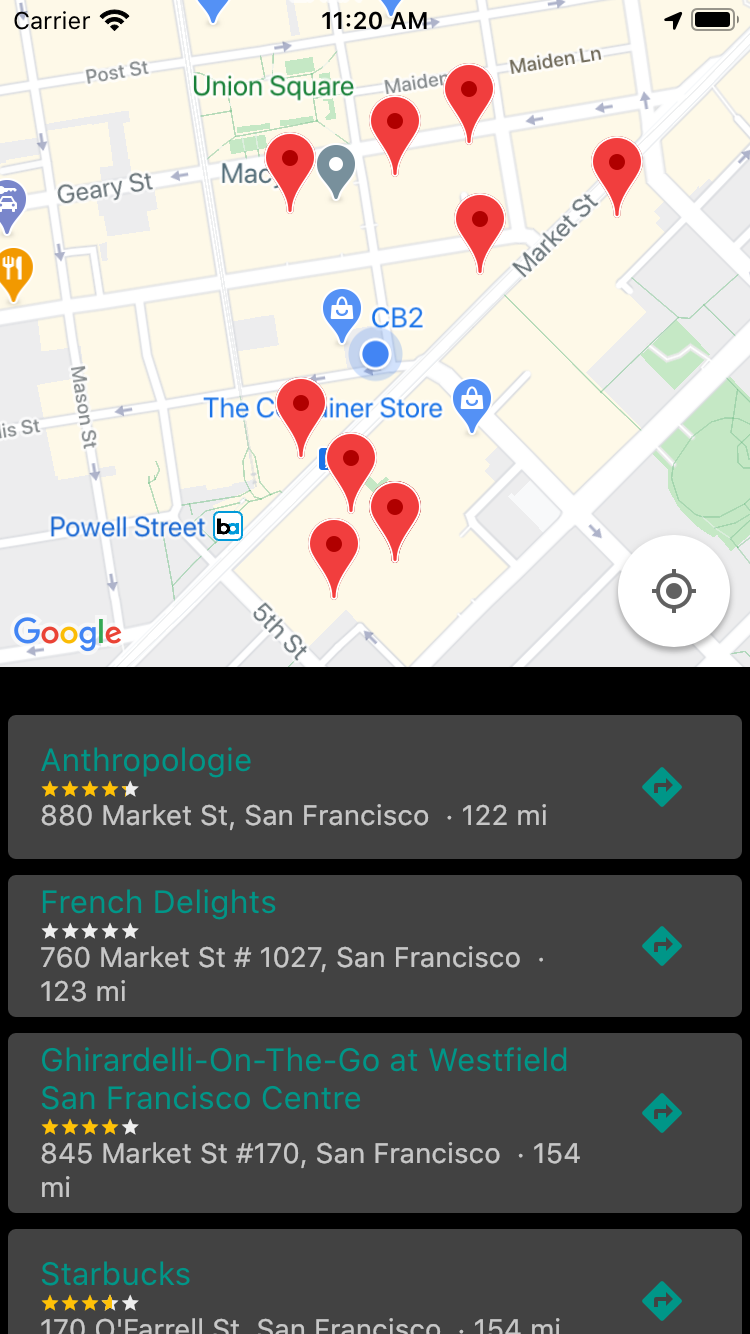 Carrier
11:20 AM
Post St
Union Square
Maiden
Maiden Ln
Geary St
Mac
Market St
CB2
Mason St
The C
iner Store
lis St
Powell Street
ba
5th St
Google
Anthropologie
880 Market St, San Francisco · 122 mi
French Delights
760 Market St # 1027, San Francisco ·
123 mi
Ghirardelli-On-The-Go at Westfield
San Francisco Centre
845 Market St #170, San Francisco · 154
mi
Starbucks
170 O'Farrell St, San Francisco · 154 mi